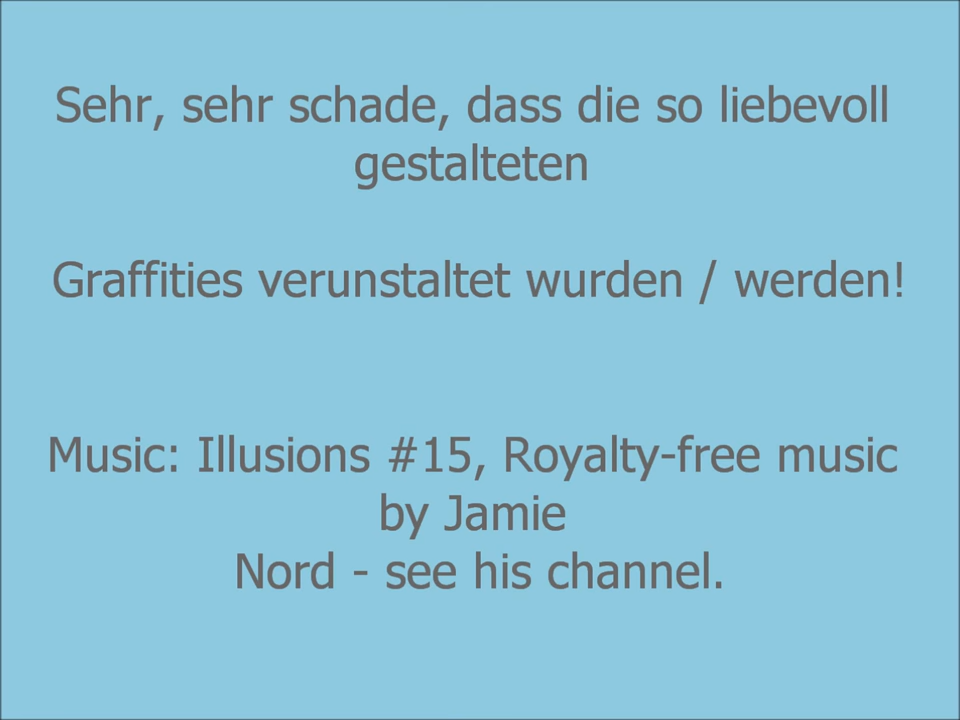 Sehr, sehr schade, dass die so liebevoll
gestalteten
Graffities verunstaltet wurden / werden!
Music: Illusions #15, Royalty-free music
by Jamie
Nord - see his channel.